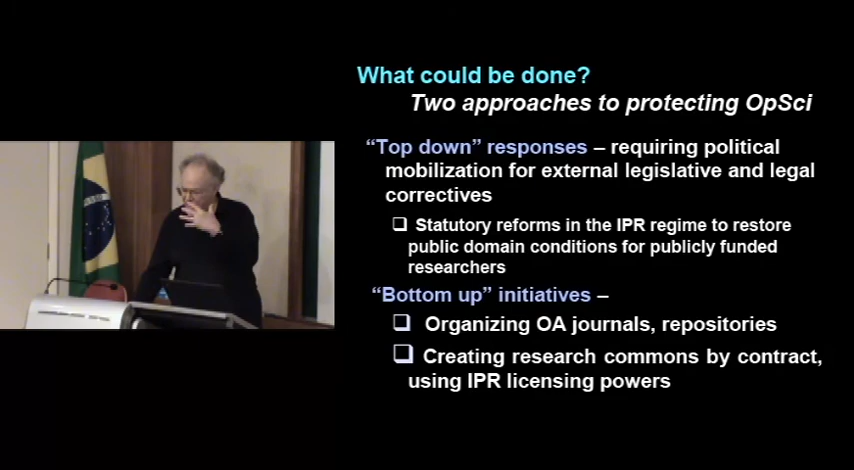 What could be done?
Two approaches to protecting OpSci
“Top down” responses – requiring political
mobilization for external legislative and legal
correctives
❑ Statutory reforms in the IPR regime to restore
public domain conditions for publicly funded
researchers
“Bottom up” initiatives –
❑ Organizing OA journals, repositories
❑ Creating research commons by contract,
using IPR licensing powers